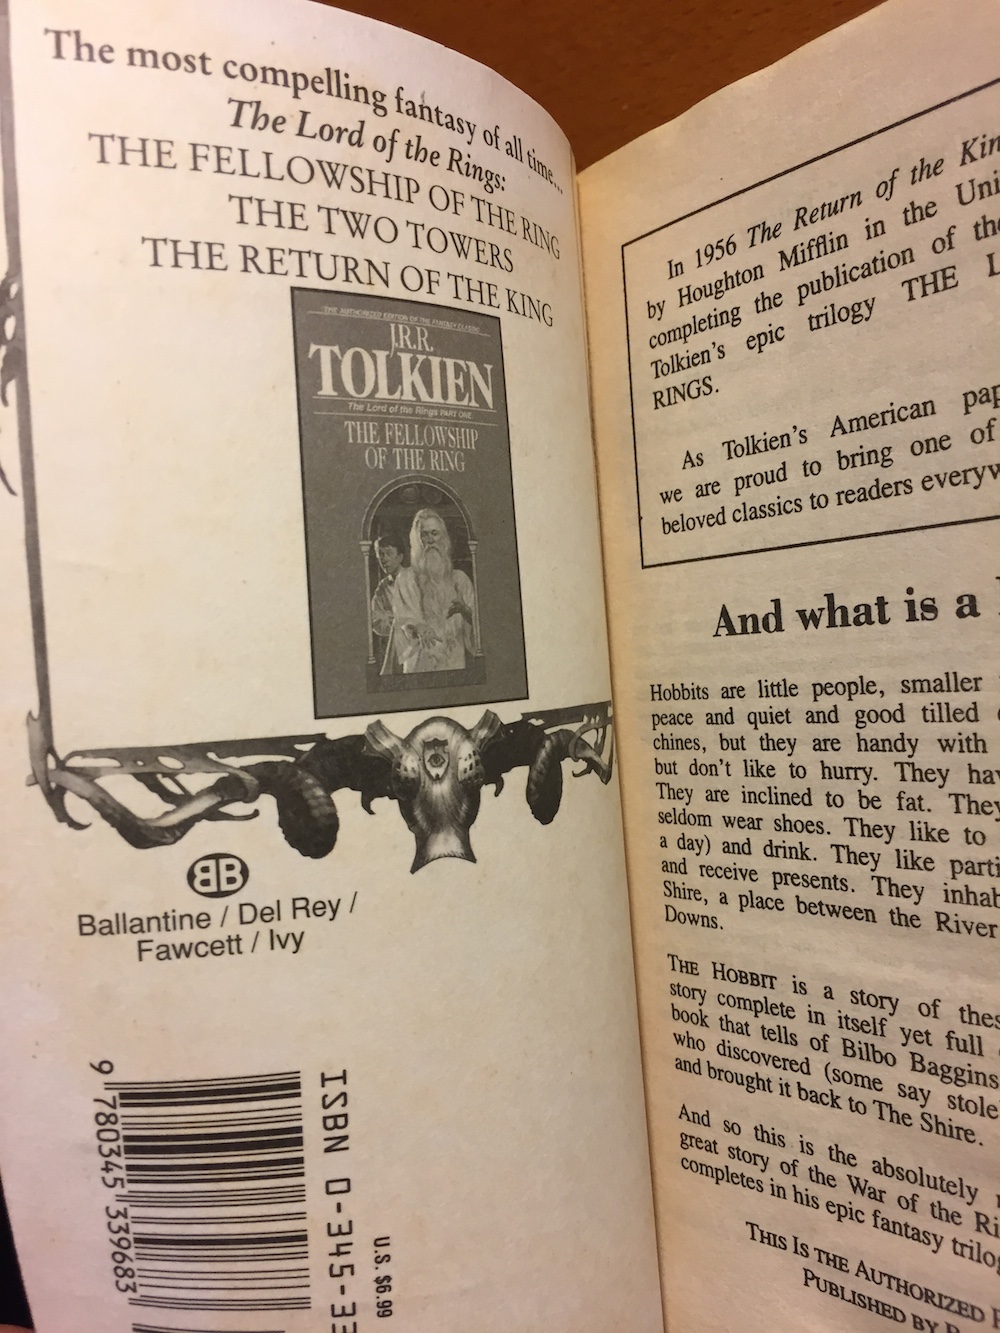 The most compelling fantasy of all time...
The Lord of the Rings:
THE FELLOWSHIP OF THE RING
THE TWO TOWERS
THE RETURN OF THE KING
THE AUTHORIZED EDITION OF THE FANTASY CLASSIC
J.R.R.
TOLKIEN
The Lord of the Rings PART ONE
THE FELLOWSHIP
OF THE RING
BB
Ballantine / Del Rey /
Fawcett / Ivy
9 780345 339683
ISBN 0-345-33
U.S. $6.99
In 1956 The Return of the Kin
by Houghton Mifflin in the Uni
completing the publication of the
Tolkien's epic trilogy THE L
RINGS.
As Tolkien's American pap
we are proud to bring one of
beloved classics to readers everyw
And what is a
Hobbits are little people, smaller
peace and quiet and good tilled
chines, but they are handy with
but don't like to hurry. They hav
They are inclined to be fat. They
seldom wear shoes. They like to
a day) and drink. They like parti
and receive presents. They inhab
Shire, a place between the River
Downs.
THE HOBBIT is a story of thes
story complete in itself yet full
book that tells of Bilbo Baggins
who discovered (some say stole
and brought it back to The Shire.
And so this is the absolutely
great story of the War of the Ri
completes in his epic fantasy trilo
THIS IS THE AUTHORIZED
PUBLISHED BY